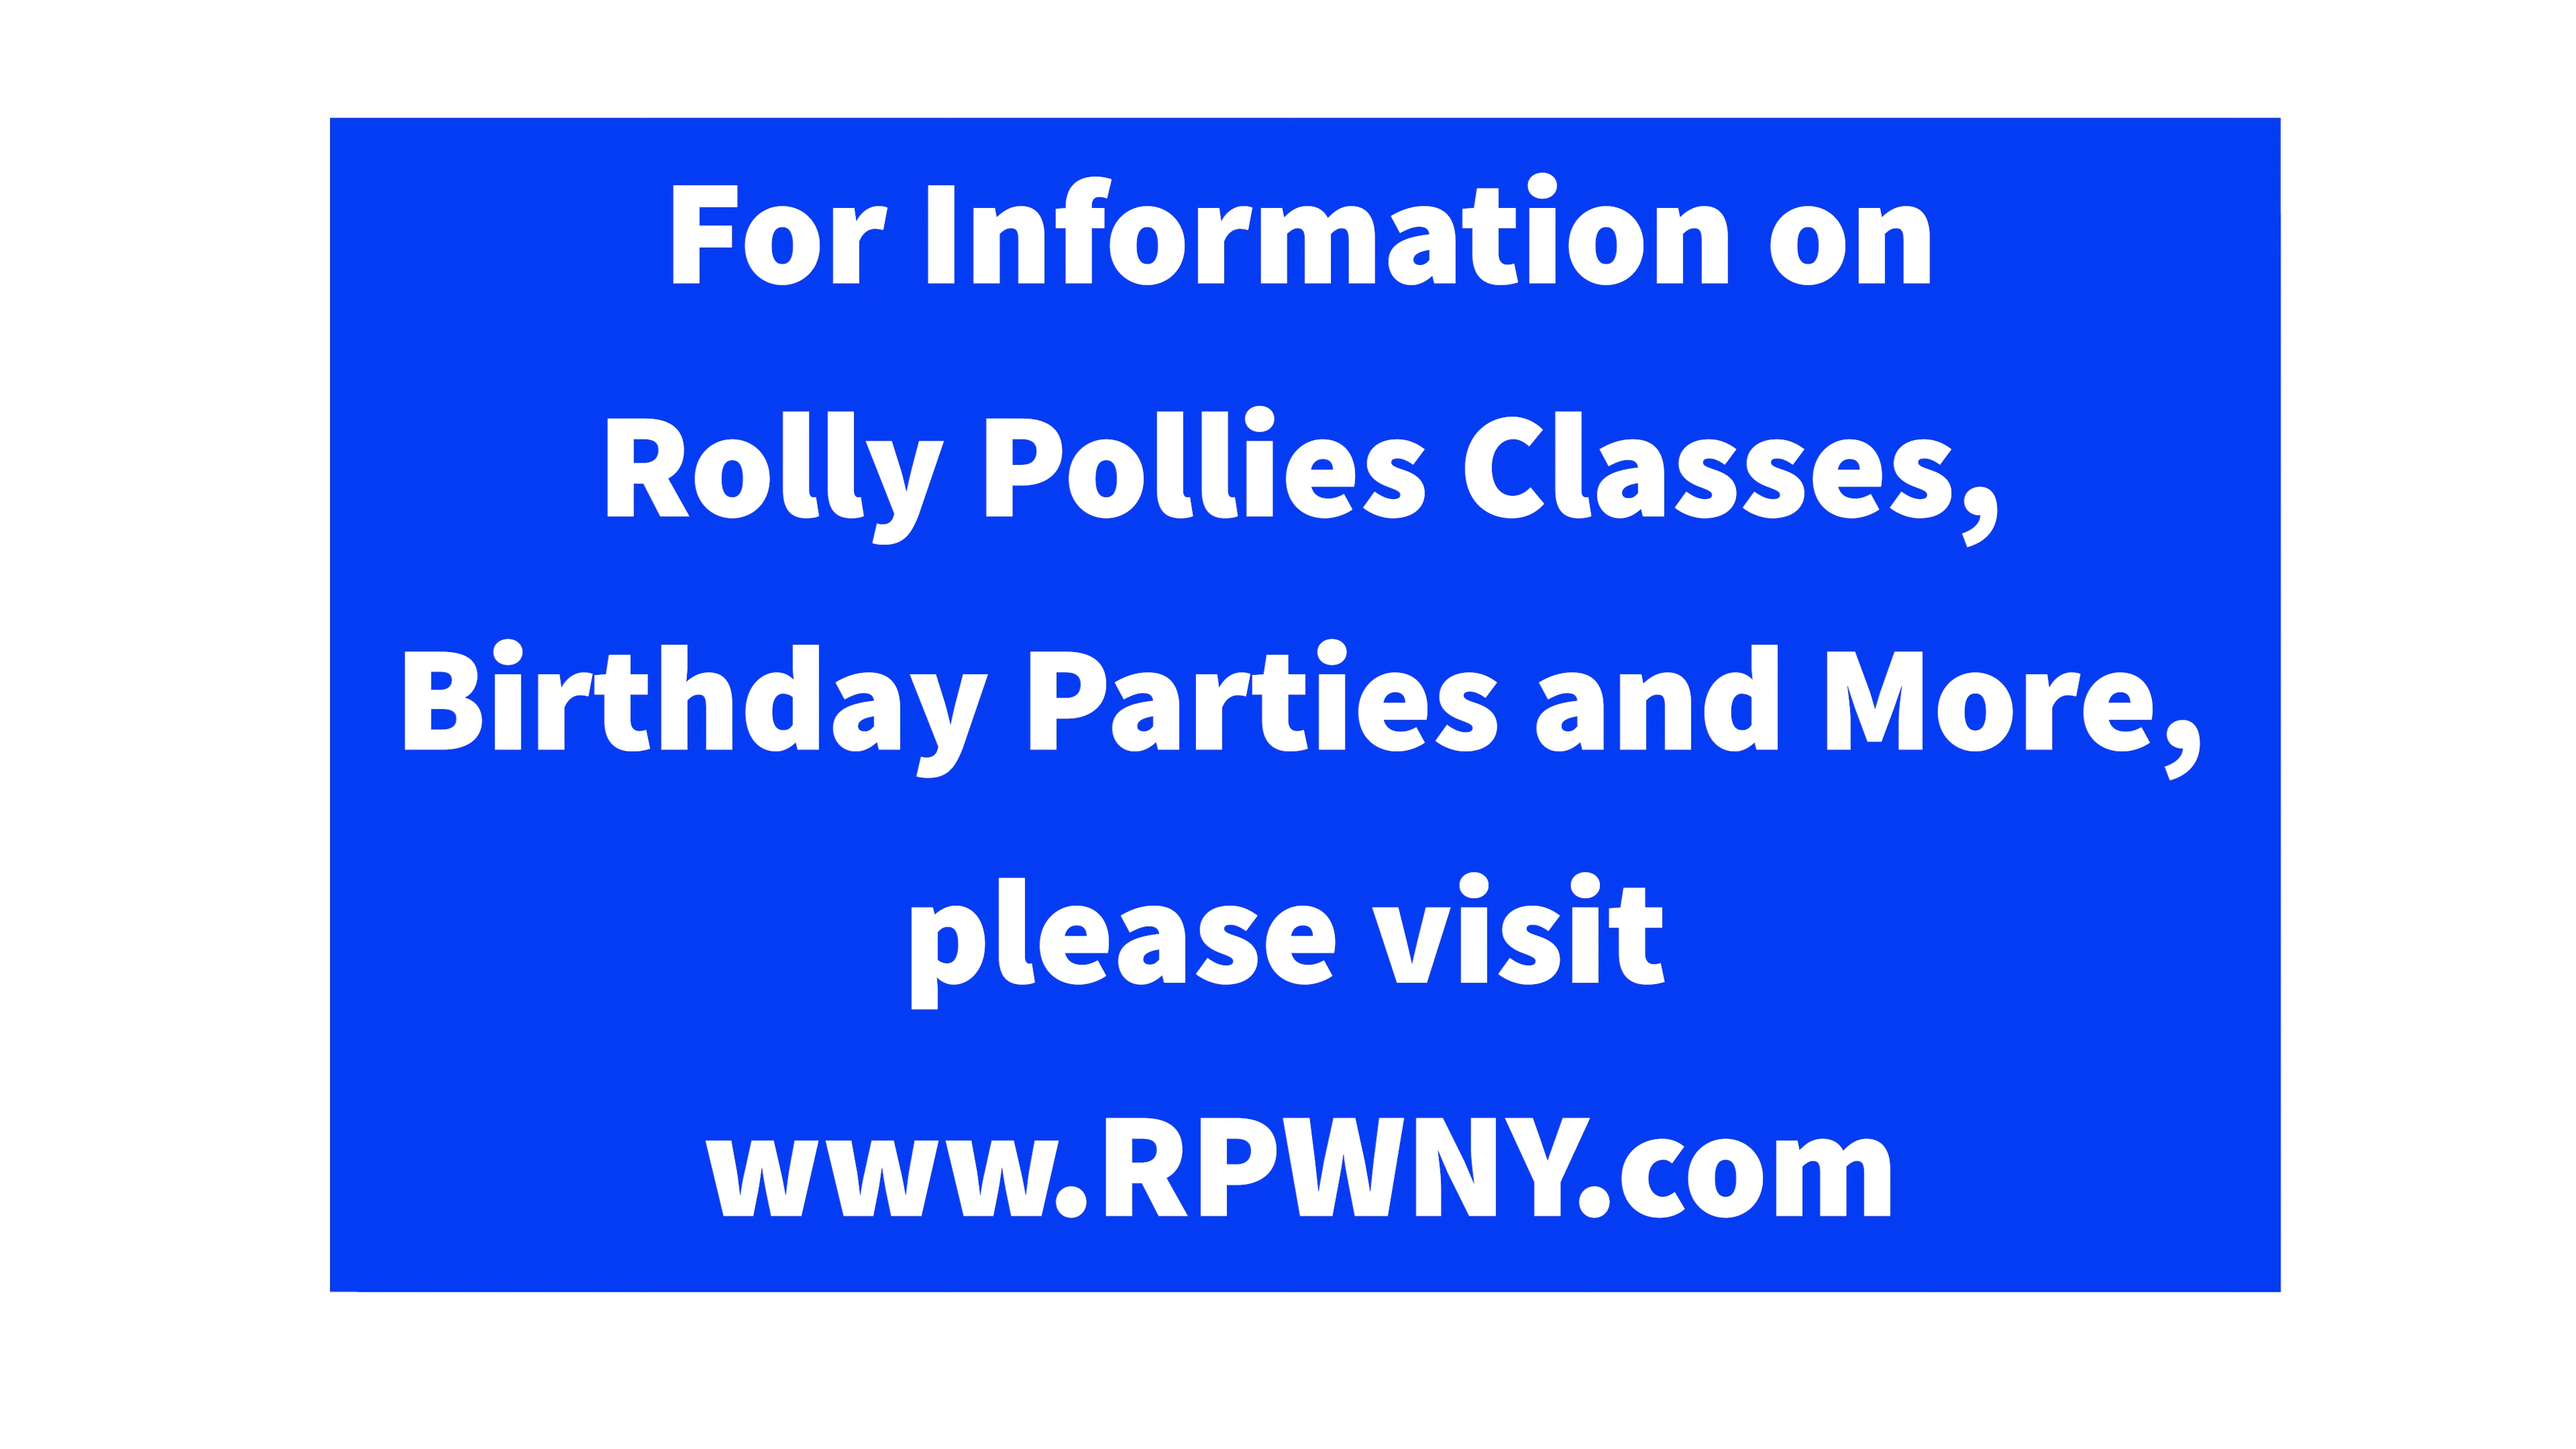 For Information on
Rolly Pollies Classes,
Birthday Parties and More,
please visit
www.RPWNY.com